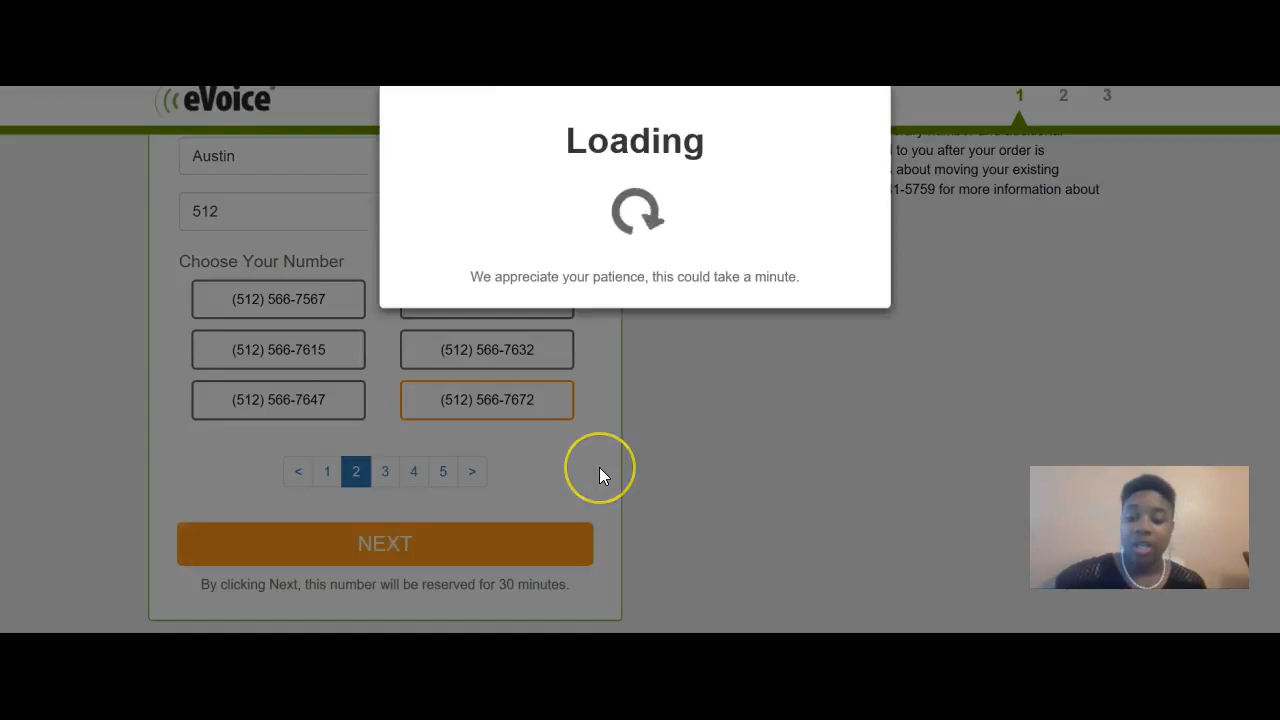 eVoice
1 2 3
Loading
Austin
to you after your order is
about moving your existing
1-5759 for more information about
512
We appreciate your patience, this could take a minute.
Choose Your Number
(512) 566-7567
(512) 566-7615 (512) 566-7632
(512) 566-7647 (512) 566-7672
< 1 2 3 4 5 >
NEXT
By clicking Next, this number will be reserved for 30 minutes.